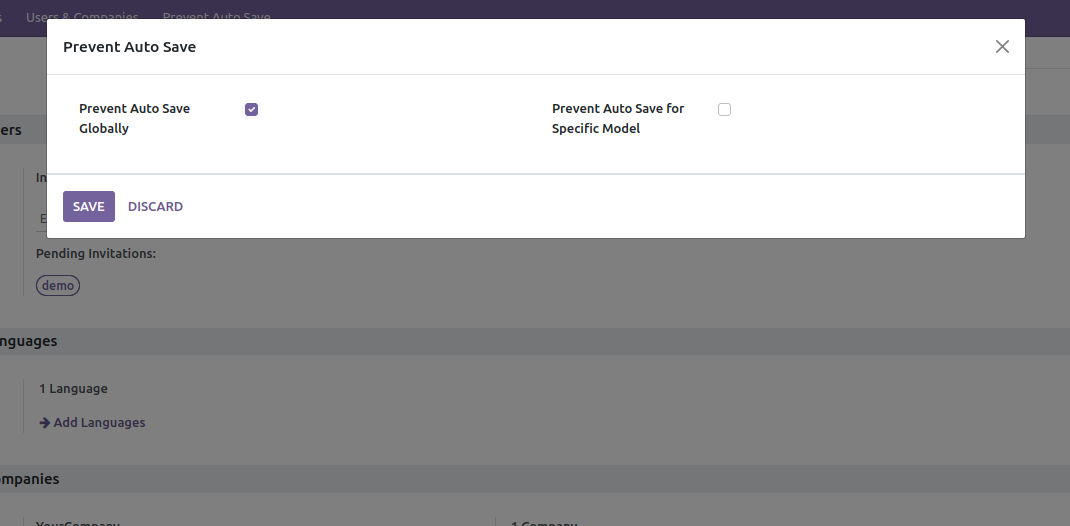 s Users & Companies Prevent Auto Save
Prevent Auto Save
Prevent Auto Save
Globally
Prevent Auto Save for
Specific Model
SAVE DISCARD
ers
In
E
Pending Invitations:
demo
nguages
1 Language
Add Languages
ompanies
YourCompany 1 Company